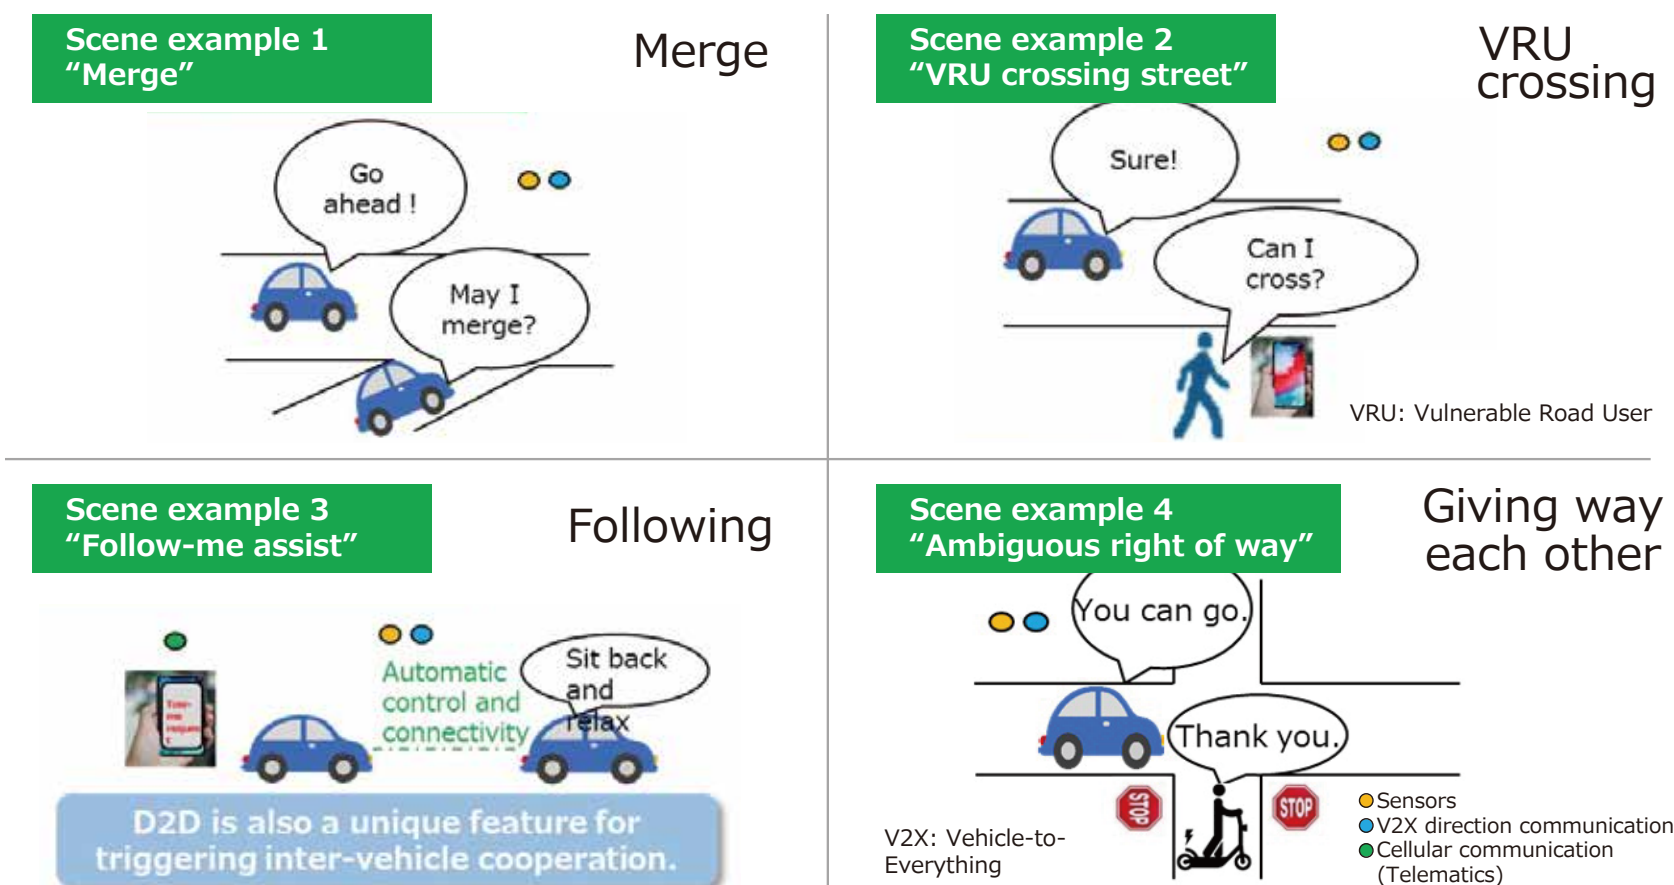 Scene example 1
“Merge”
Merge
Go
ahead !
May I
merge?
Scene example 2
“VRU crossing street”
VRU
crossing
Sure!
Can I
cross?
VRU: Vulnerable Road User
Scene example 3
“Follow-me assist”
Following
Automatic
control and
connectivity
Sit back
and
relax
D2D is also a unique feature for
triggering inter-vehicle cooperation.
Scene example 4
“Ambiguous right of way”
Giving way
each other
You can go.
Thank you.
STOP
STOP
V2X: Vehicle-to-
Everything
Sensors
V2X direction communication
Cellular communication
(Telematics)